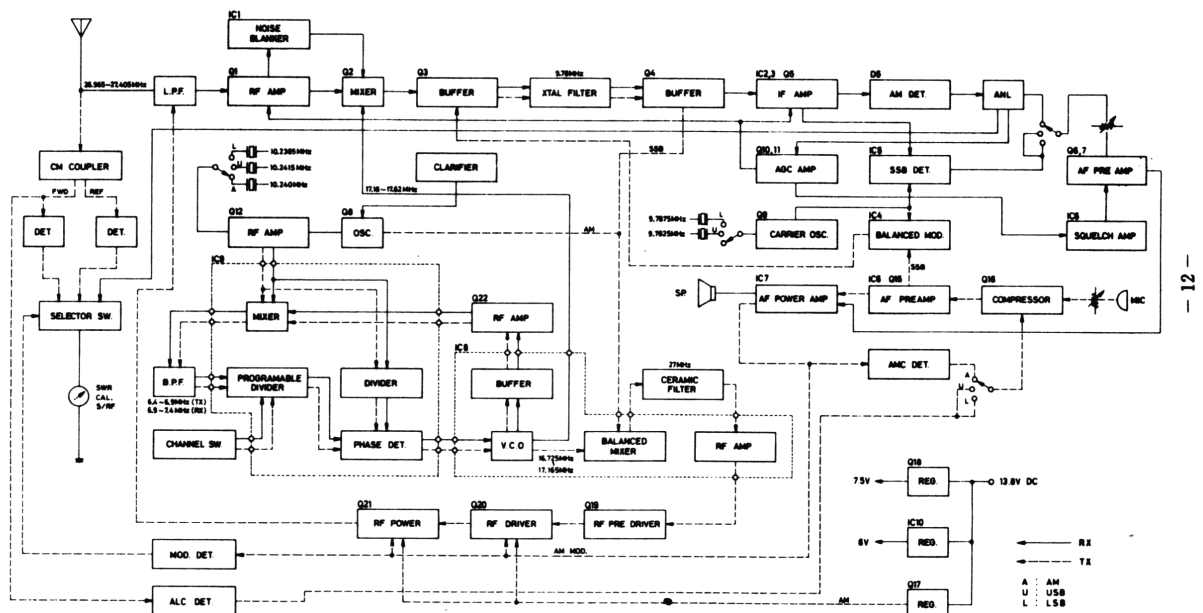 IC1
NOISE
BLANKER
26.965-27.405MHz
L.P.F.
Q1
RF AMP
Q2
MIXER
Q3
BUFFER
9.78MHz
XTAL FILTER
Q4
BUFFER
IC2,3 Q5
IF AMP
D5
AM DET.
ANL
CM COUPLER
FWD
REF
DET.
DET.
SELECTOR SW.
SWR
CAL.
S/RF
L
U
A
10.2385MHz
10.2415MHz
10.240MHz
CLARIFIER
17.18-17.62MHz
SSB
Q10,11
AGC AMP
IC5
SSB DET.
Q6,7
AF PRE AMP
Q12
RF AMP
Q8
OSC.
AM
9.7875MHz
9.7825MHz
L
U
Q9
CARRIER OSC.
IC4
BALANCED MOD.
IC6
SQUELCH AMP
SSB
IC9
MIXER
Q22
RF AMP
SP.
IC7
AF POWER AMP
IC6 Q15
AF PREAMP
Q16
COMPRESSOR
MIC
IC8
B.P.F.
6.4-6.9MHz (TX)
6.9-7.4MHz (RX)
PROGRAMABLE
DIVIDER
DIVIDER
BUFFER
27MHz
CERAMIC
FILTER
AMC DET.
A
U
L
CHANNEL SW.
PHASE DET.
V.C.O
16.725MHz
17.165MHz
BALANCED
MIXER
RF AMP
Q21
RF POWER
Q20
RF DRIVER
Q19
RF PRE DRIVER
Q18
7.5V
REG.
13.8V DC
MOD. DET.
AM MOD.
IC10
6V
REG.
RX
TX
ALC DET.
AM
Q17
REG.
A : AM
U : USB
L : LSB
- 12 -